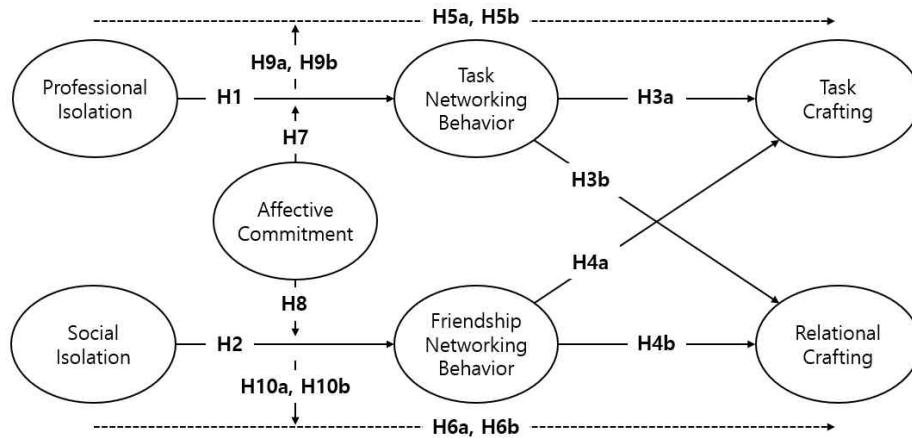 H5a, H5b
H9a, H9b
Professional
Isolation
H1
Task
Networking
Behavior
H3a
Task
Crafting
H7
H3b
Affective
Commitment
H4a
H8
Social
Isolation
H2
Friendship
Networking
Behavior
H4b
Relational
Crafting
H10a, H10b
H6a, H6b